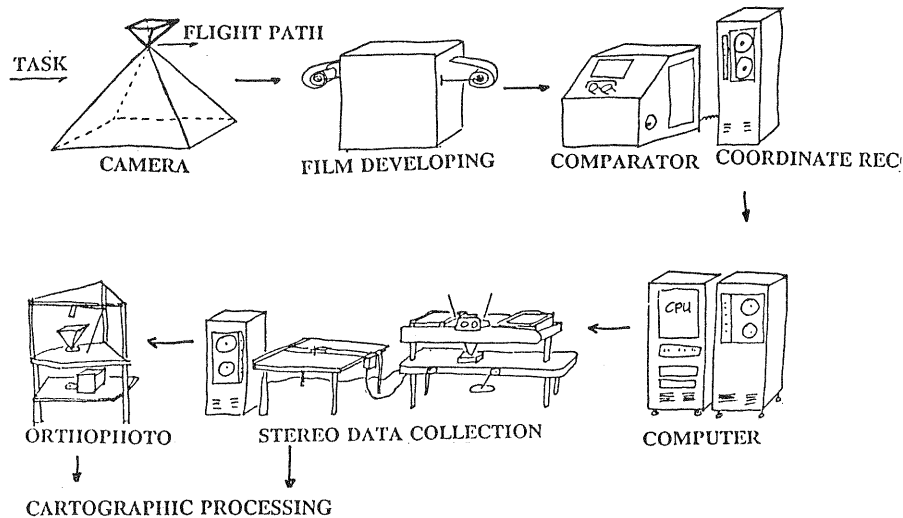 FLIGHT PATH
TASK
CAMERA
FILM DEVELOPING
COMPARATOR
COORDINATE REC
CPU
ORTHOPHOTO
STEREO DATA COLLECTION
COMPUTER
CARTOGRAPHIC PROCESSING